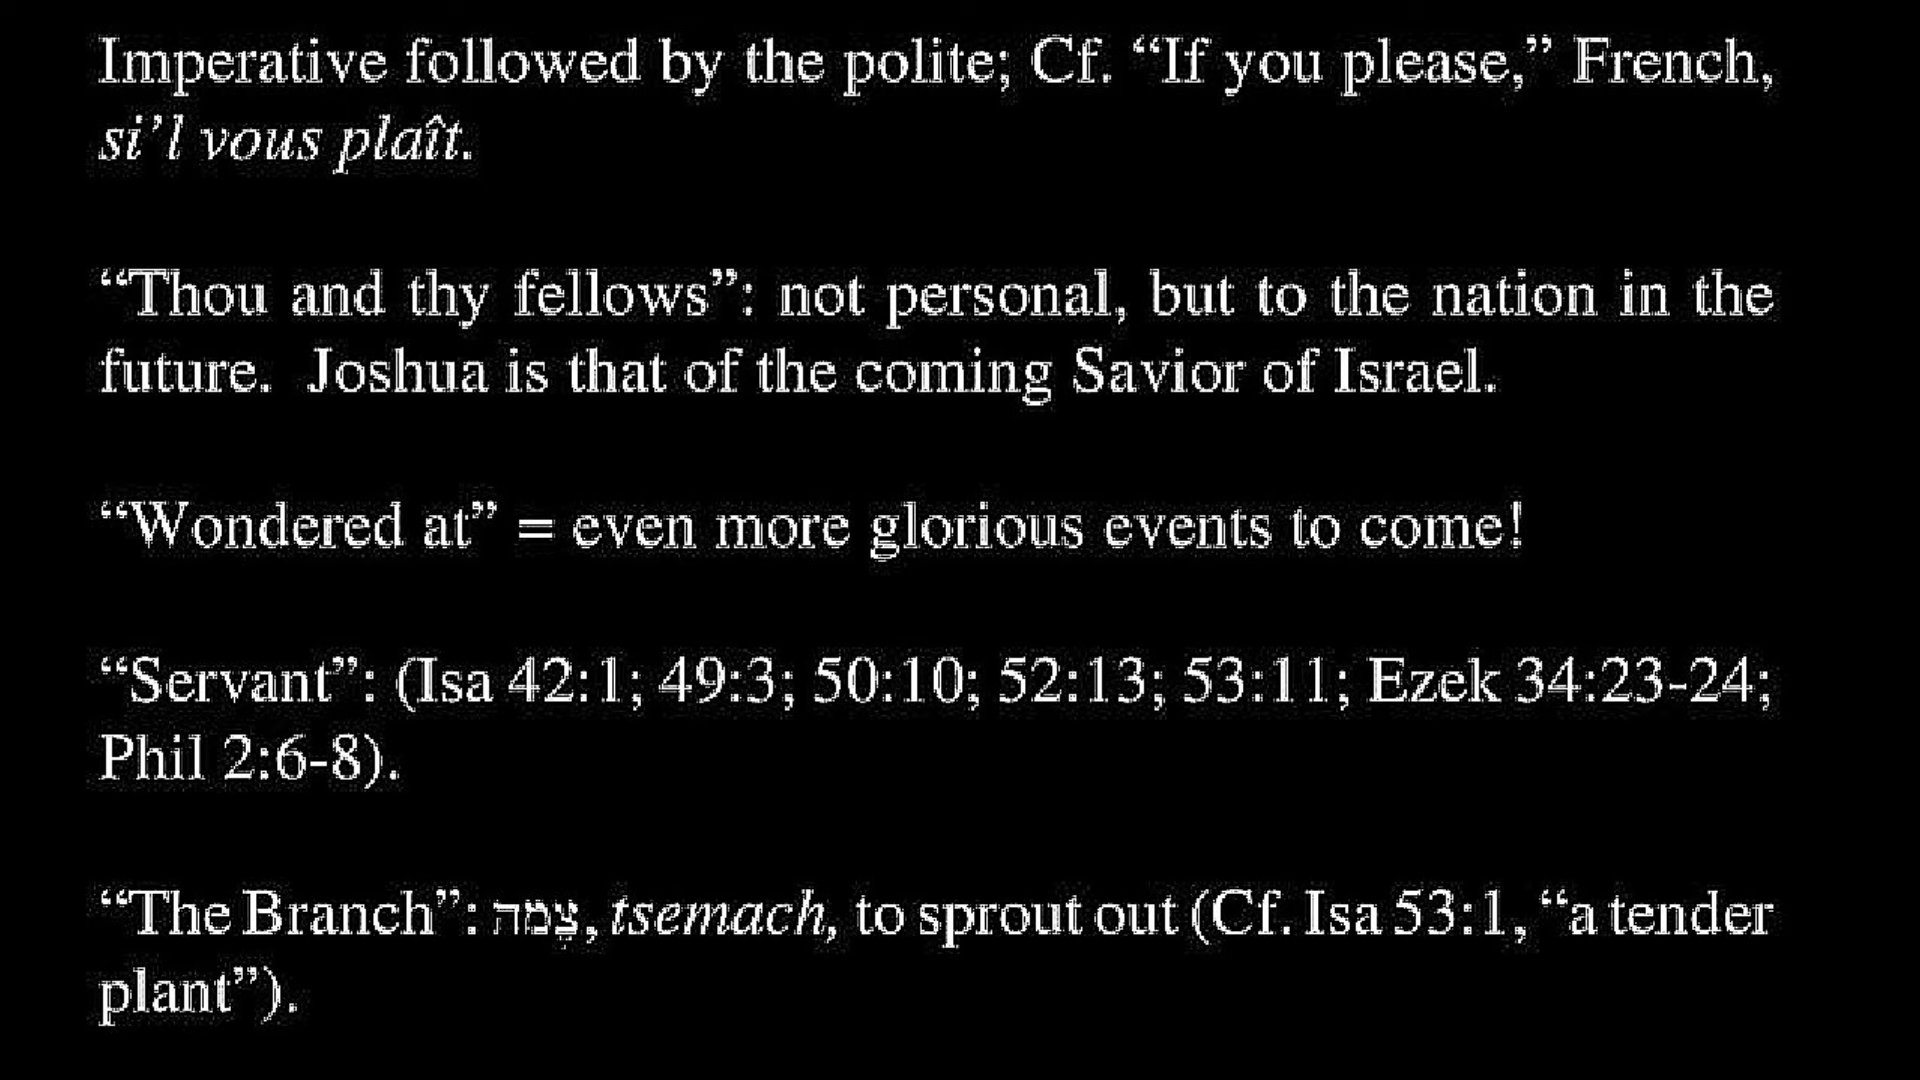 Imperative followed by the polite; Cf. “If you please,” French,
si’l vous plaît.
“Thou and thy fellows”: not personal, but to the nation in the
future. Joshua is that of the coming Savior of Israel.
“Wondered at” = even more glorious events to come!
“Servant”: (Isa 42:1; 49:3; 50:10; 52:13; 53:11; Ezek 34:23-24;
Phil 2:6-8).
“The Branch”: צֶמַה, tsemach, to sprout out (Cf. Isa 53:1, “a tender
plant”).